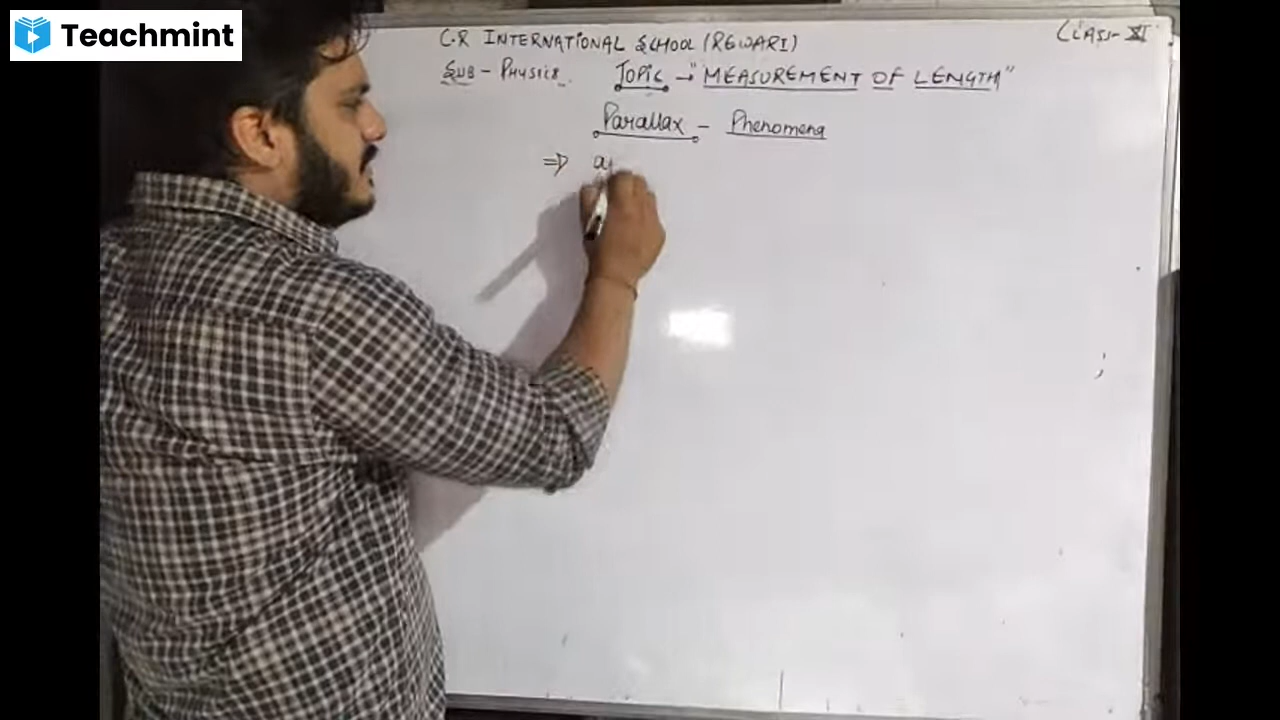 Teachmint
C.R INTERNATIONAL SCHOOL (REWARI)
CLASS-XI
SUB - PHYSICS
TOPIC → "MEASUREMENT OF LENGTH"
Parallax - Phenomena
⇒